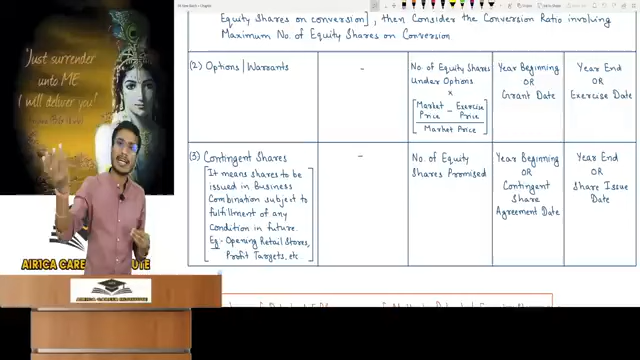 Equity Shares on conversion], then Consider the Conversion Ratio involving
Maximum No. of Equity Shares on Conversion
(2) Options/Warrants
-
No. of Equity Shares
Under Options
×
[Market Price - Exercise Price]
Market Price
Year Beginning
OR
Grant Date
Year End
OR
Exercise Date
(3) Contingent Shares
[It means shares to be
issued in Business
Combination subject to
fulfillment of any
condition in future.
Eg - Opening Retail Stores,
Profit Targets, etc]
-
No. of Equity
Shares Promised
Year Beginning
OR
Contingent
Share
Agreement Date
Year End
OR
Share Issue
Date
"Just surrender
unto ME
I will deliver you!
AIR1CA CARE
TUTE
AIR1CA CAREER INSTITUTE